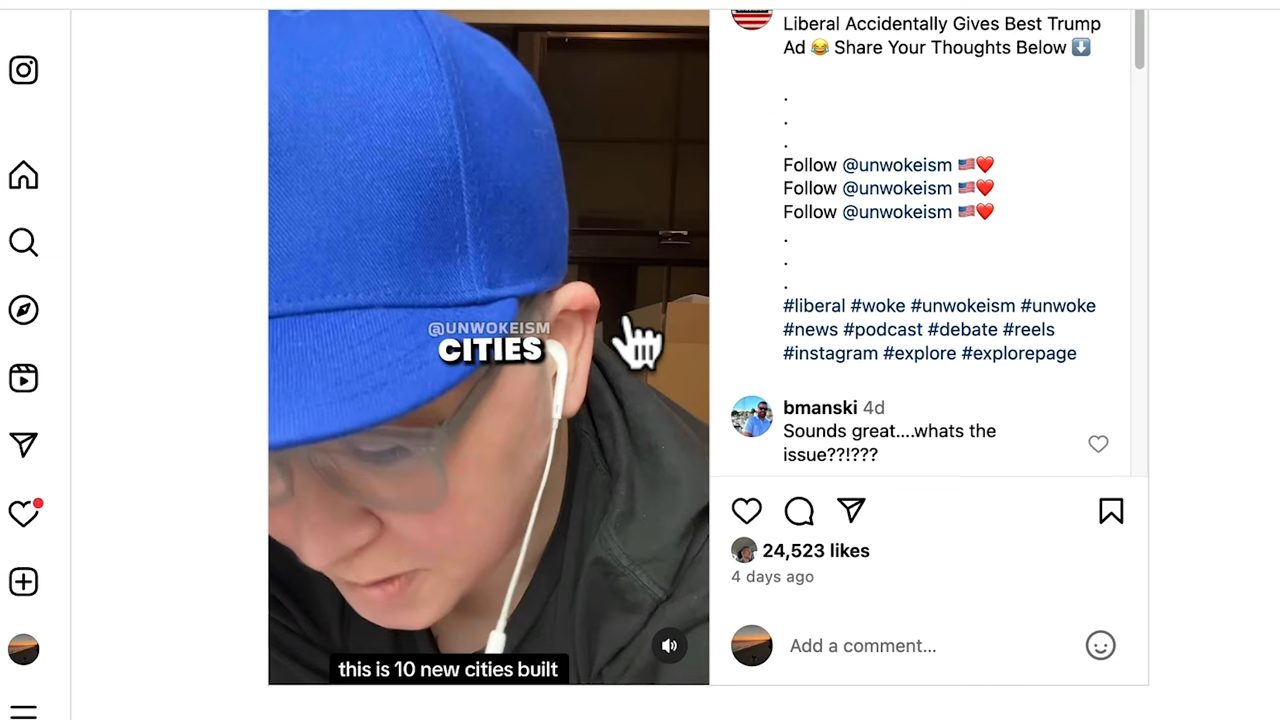 @UNWOKEISM
CITIES
this is 10 new cities built
Liberal Accidentally Gives Best Trump
Ad 😂 Share Your Thoughts Below ⬇️
.
.
.
Follow @unwokeism 🇺🇸❤️
Follow @unwokeism 🇺🇸❤️
Follow @unwokeism 🇺🇸❤️
.
.
.
#liberal #woke #unwokeism #unwoke
#news #podcast #debate #reels
#instagram #explore #explorepage
bmanski 4d
Sounds great....whats the
issue??!???
24,523 likes
4 days ago
Add a comment...